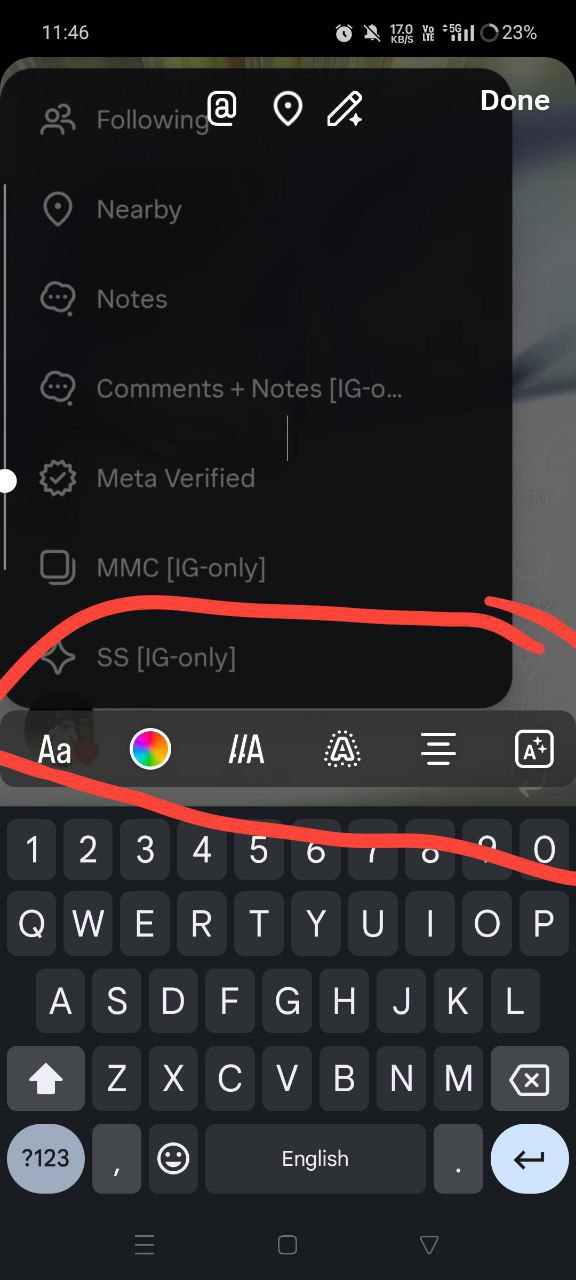 11:46
17.0 KB/S Vo LTE 5G 23%
Done
Following
Nearby
Notes
Comments + Notes [IG-o...
Meta Verified
MMC [IG-only]
SS [IG-only]
Aa //A A A
1 2 3 4 5 6 7 8 9 0
Q W E R T Y U I O P
A S D F G H J K L
Z X C V B N M
?123 , English .